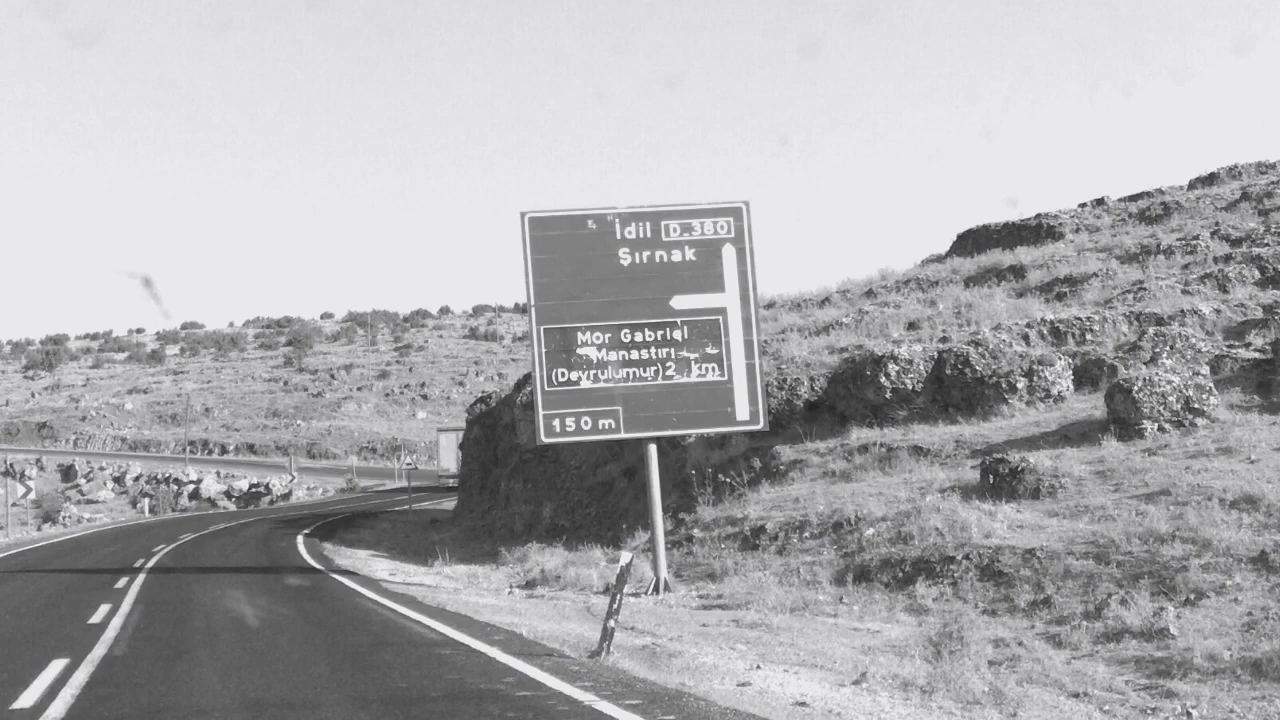 İdil D-380
Şırnak
Mor Gabriel
Manastırı
(Deyrulumur) 2 km
150 m